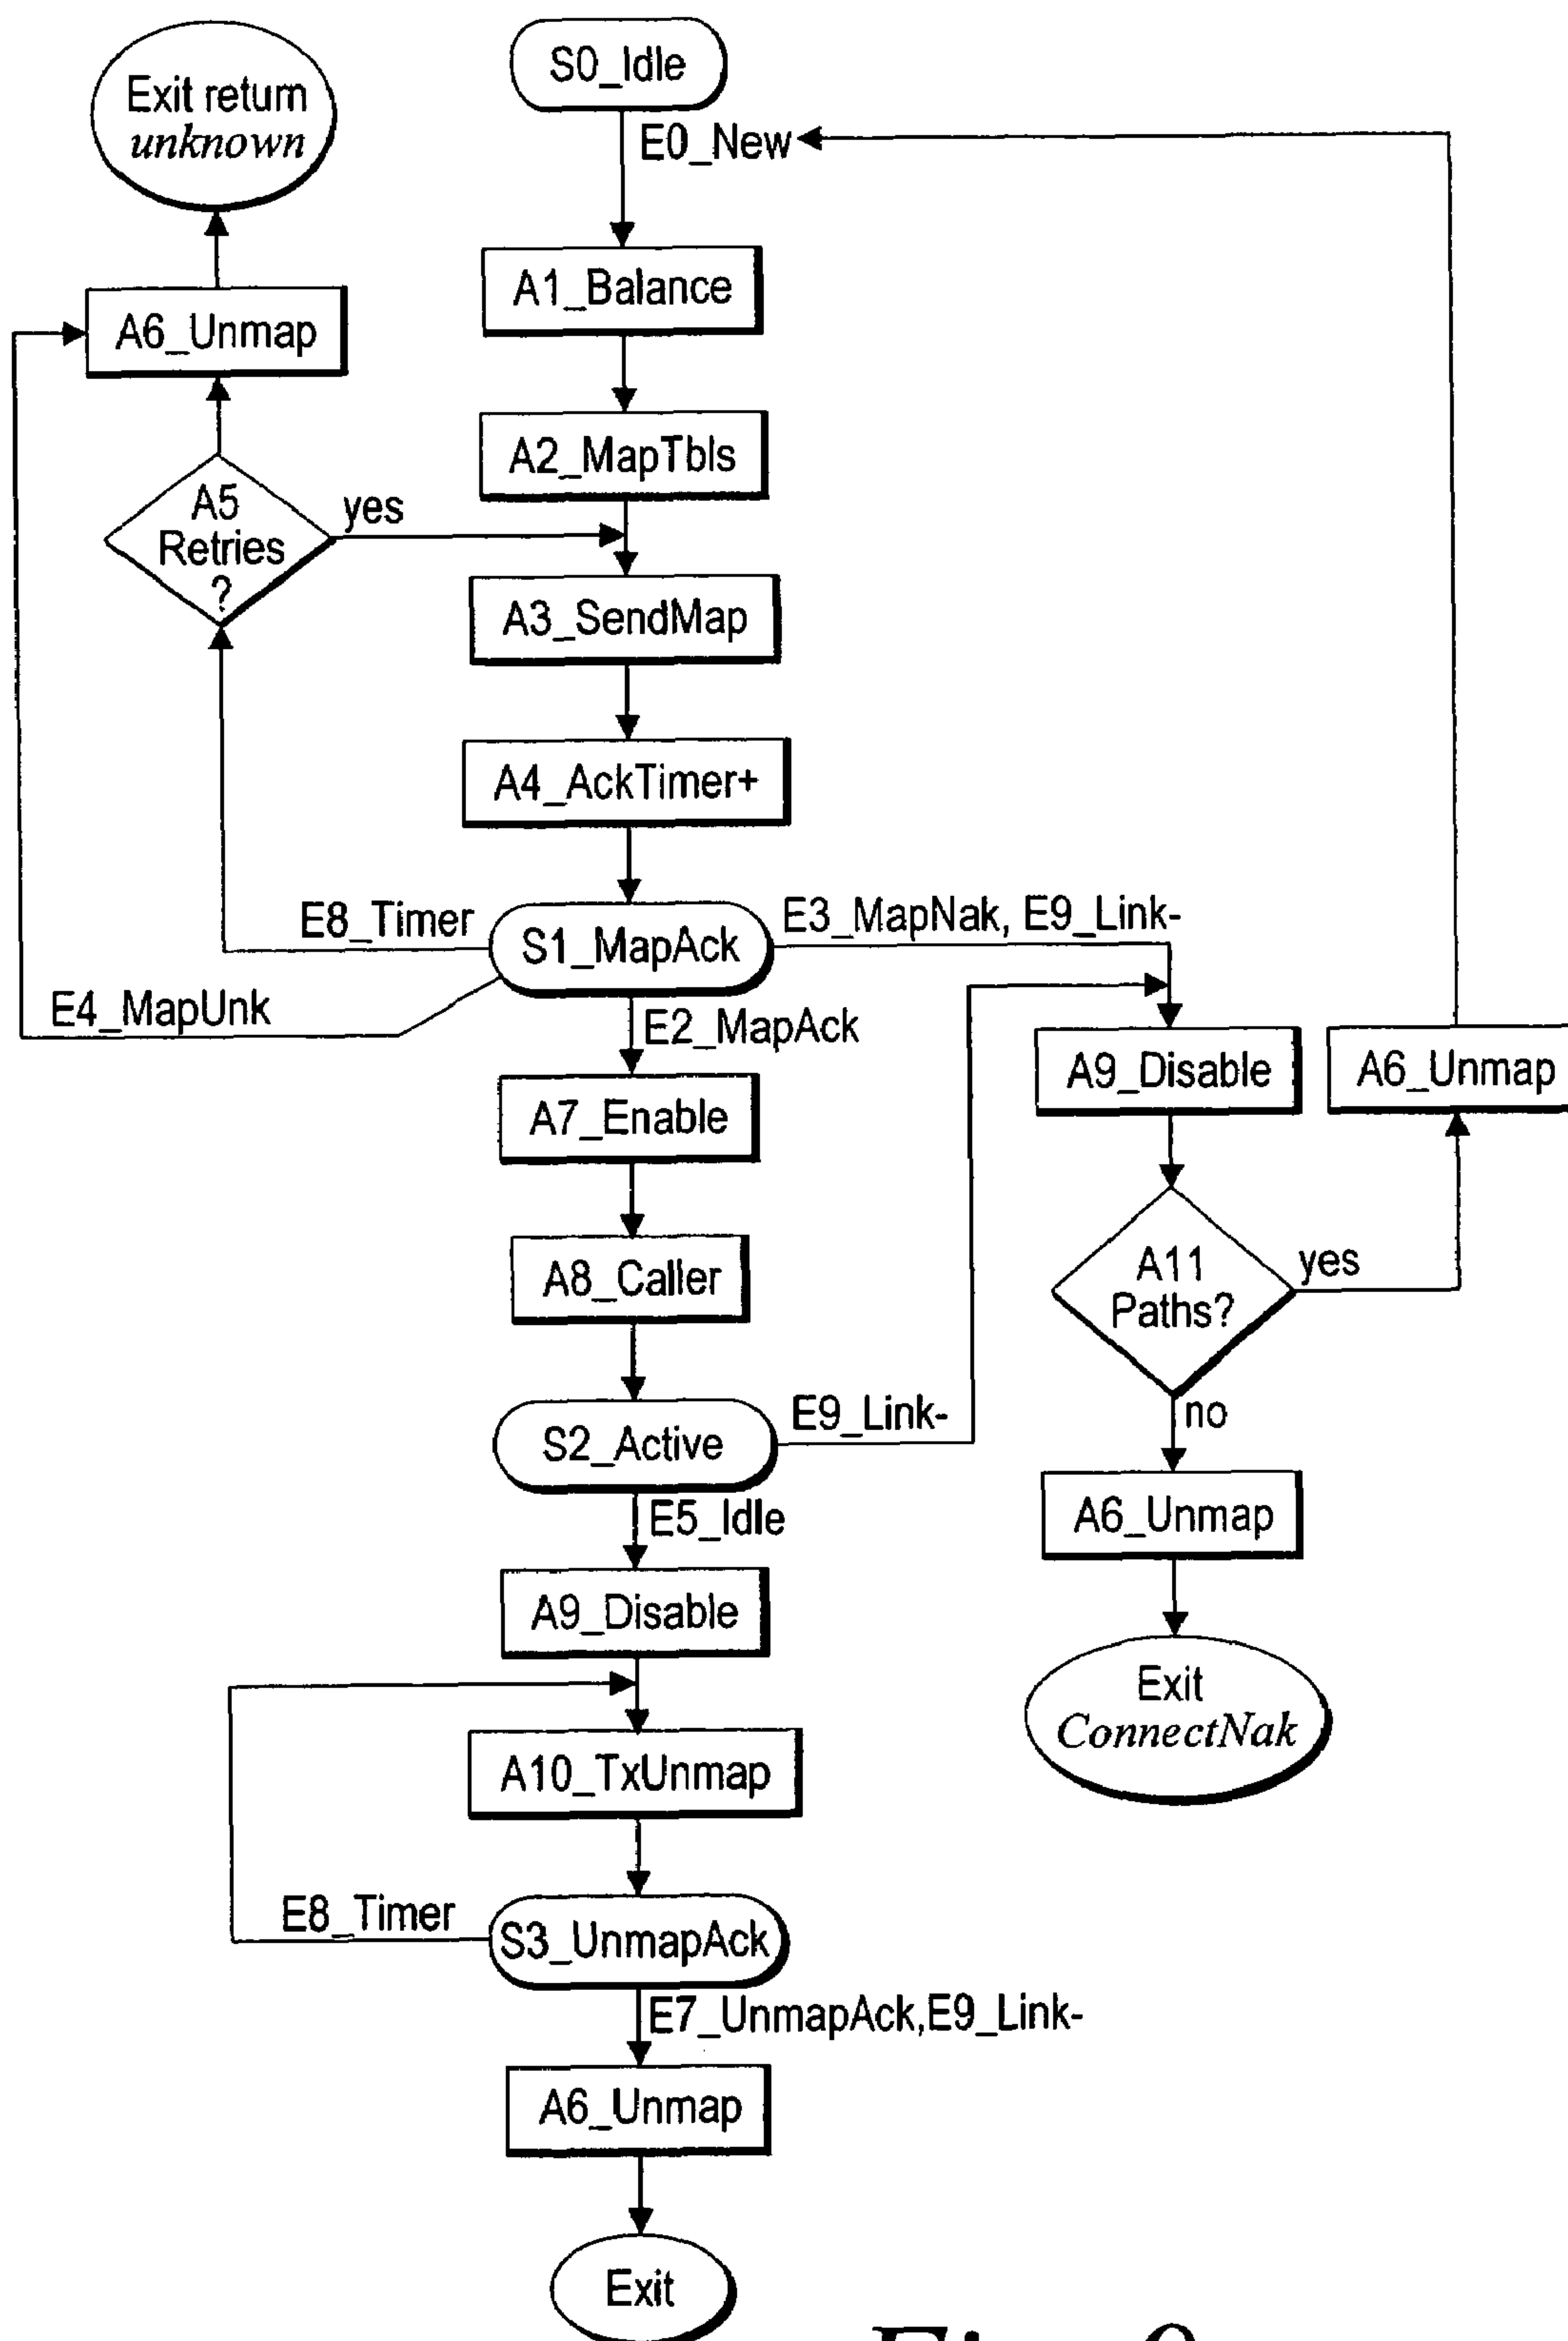 Exit return
unknown
S0_Idle
E0_New
A1_Balance
A6_Unmap
A2_MapTbls
A5
Retries
?
yes
A3_SendMap
A4_AckTimer+
E8_Timer
S1_MapAck
E3_MapNak, E9_Link-
E4_MapUnk
E2_MapAck
A9_Disable
A6_Unmap
A7_Enable
A8_Caller
A11
Paths?
yes
no
S2_Active
E9_Link-
E5_Idle
A6_Unmap
A9_Disable
Exit
ConnectNak
A10_TxUnmap
E8_Timer
S3_UnmapAck
E7_UnmapAck,E9_Link-
A6_Unmap
Exit